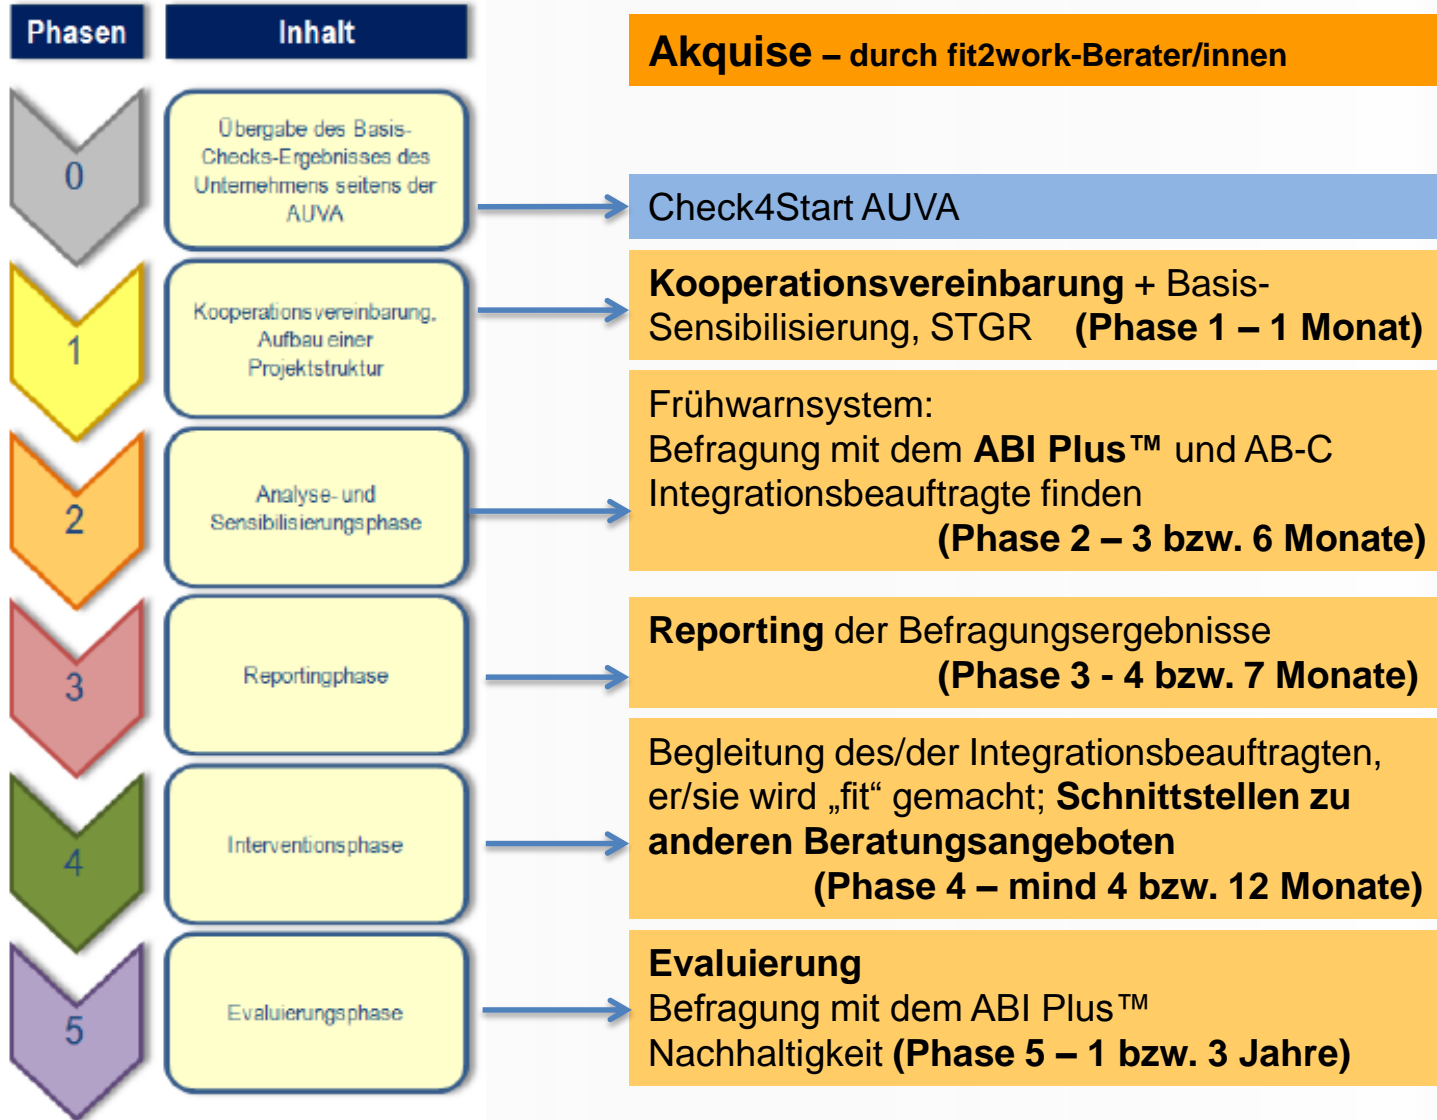 Phasen
Inhalt
Akquise – durch fit2work-Berater/innen
0
Übergabe des Basis-
Checks-Ergebnisses des
Unternehmens seitens der
AUVA
Check4Start AUVA
1
Kooperationsvereinbarung,
Aufbau einer
Projektstruktur
Kooperationsvereinbarung + Basis-
Sensibilisierung, STGR (Phase 1 – 1 Monat)
2
Analyse- und
Sensibilisierungsphase
Frühwarnsystem:
Befragung mit dem ABI Plus™ und AB-C
Integrationsbeauftragte finden
(Phase 2 – 3 bzw. 6 Monate)
3
Reportingphase
Reporting der Befragungsergebnisse
(Phase 3 - 4 bzw. 7 Monate)
4
Interventionsphase
Begleitung des/der Integrationsbeauftragten,
er/sie wird „fit“ gemacht; Schnittstellen zu
anderen Beratungsangeboten
(Phase 4 – mind 4 bzw. 12 Monate)
5
Evaluierungsphase
Evaluierung
Befragung mit dem ABI Plus™
Nachhaltigkeit (Phase 5 – 1 bzw. 3 Jahre)